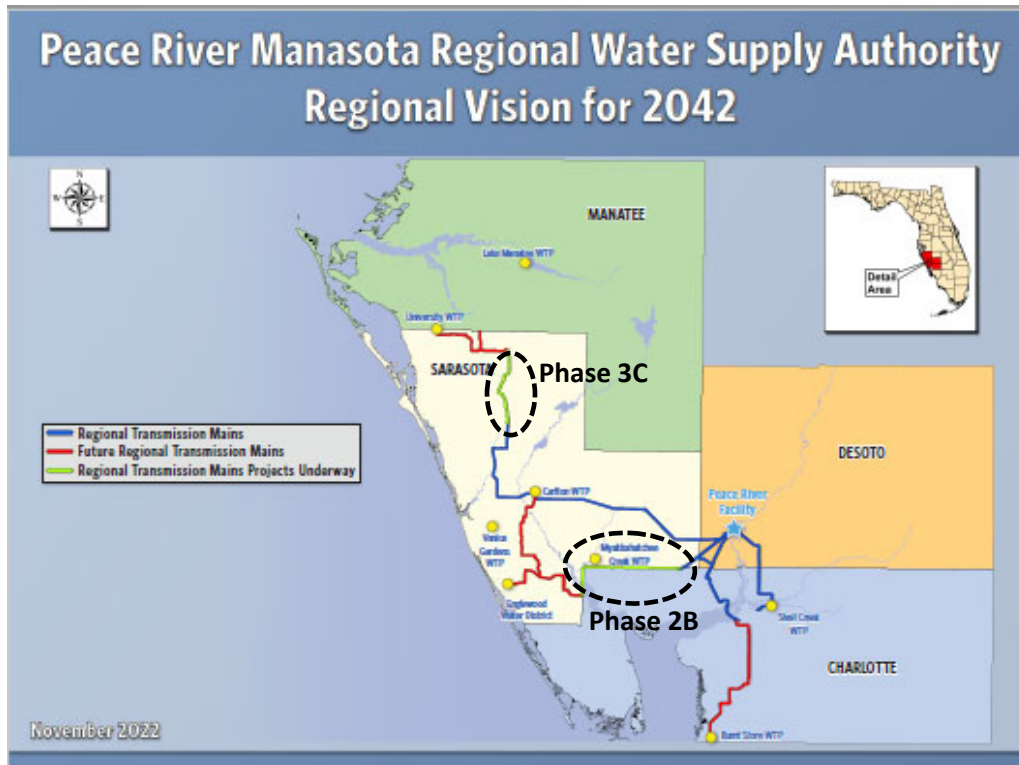 Peace River Manasota Regional Water Supply Authority
Regional Vision for 2042
N
W E
S
MANATEE
Lake Manatee WTP
Detail
Area
University WTP
SARASOTA
Phase 3C
Regional Transmission Mains
Future Regional Transmission Mains
Regional Transmission Mains Projects Underway
DESOTO
Peace River
Facility
Carlton WTP
Venice
Gardens
WTP
Myakkahatchee
Creek WTP
Englewood
Water District
Phase 2B
Shell Creek
WTP
CHARLOTTE
Burnt Store WTP
November 2022